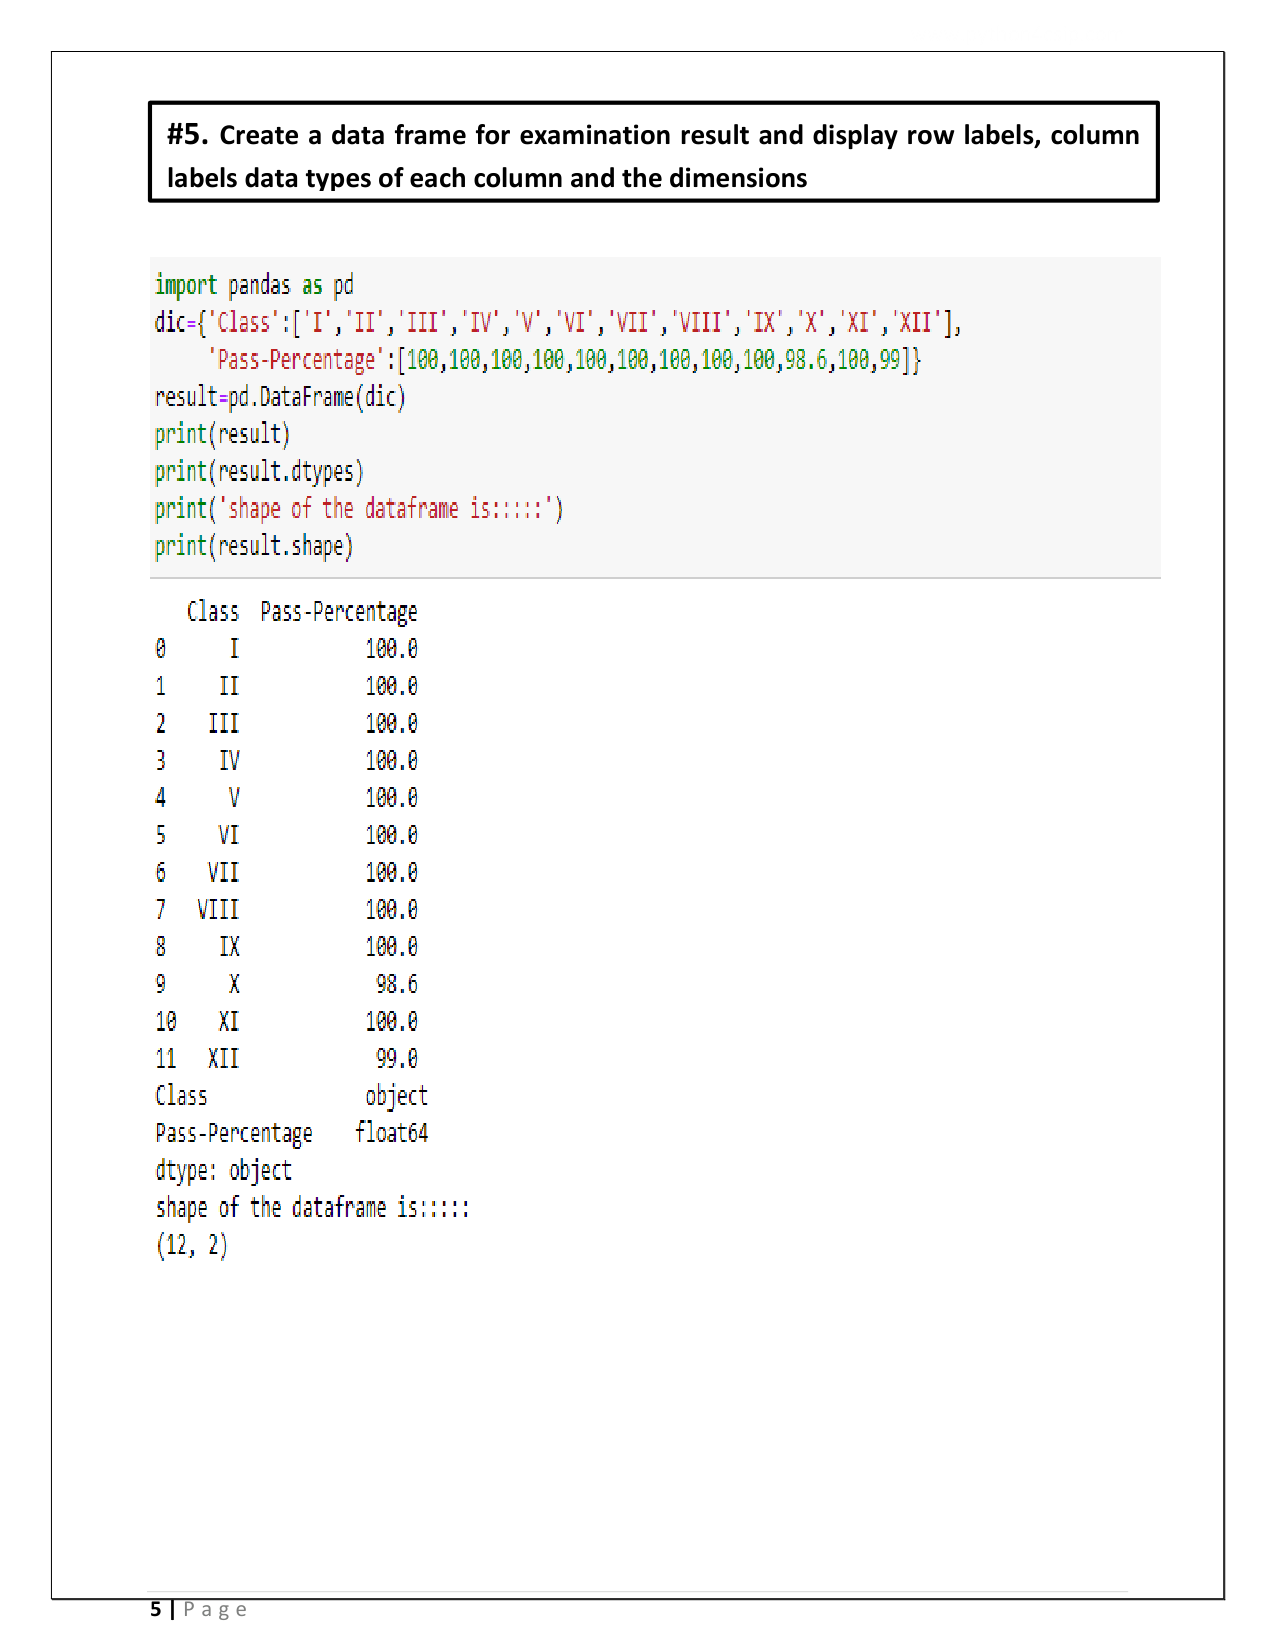 #5. Create a data frame for examination result and display row labels, column
labels data types of each column and the dimensions
import pandas as pd
dic={'Class':['I','II','III','IV','V','VI','VII','VIII','IX','X','XI','XII'],
     'Pass-Percentage':[100,100,100,100,100,100,100,100,100,98.6,100,99]}
result=pd.DataFrame(dic)
print(result)
print(result.dtypes)
print('shape of the dataframe is:::::')
print(result.shape)
   Class  Pass-Percentage
0      I            100.0
1     II            100.0
2    III            100.0
3     IV            100.0
4      V            100.0
5     VI            100.0
6    VII            100.0
7   VIII            100.0
8     IX            100.0
9      X             98.6
10    XI            100.0
11   XII             99.0
Class               object
Pass-Percentage    float64
dtype: object
shape of the dataframe is:::::
(12, 2)
5 | Page